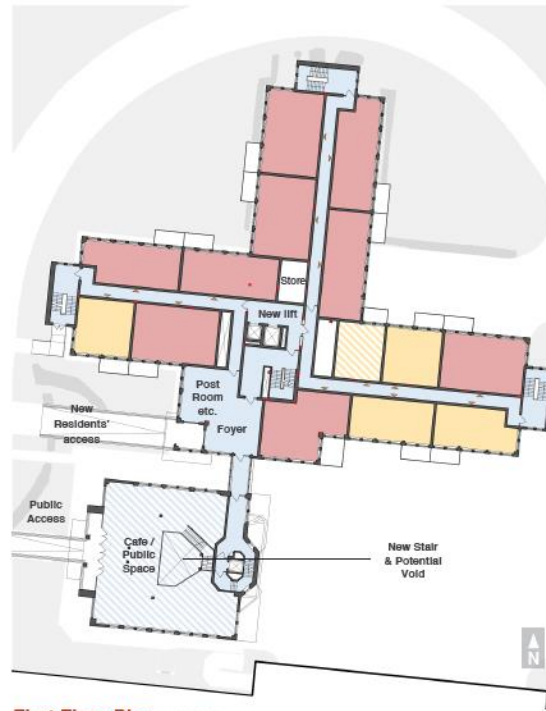 Store
New lift
Post
Room
etc.
Foyer
New
Residents'
access
Public
Access
Cafe /
Public
Space
New Stair
& Potential
Void
N